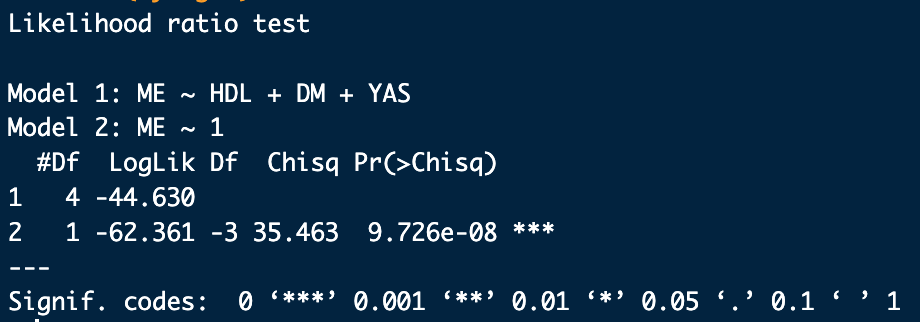 Likelihood ratio test
Model 1: ME ~ HDL + DM + YAS
Model 2: ME ~ 1
  #Df  LogLik Df  Chisq Pr(>Chisq)
1   4 -44.630
2   1 -62.361 -3 35.463  9.726e-08 ***
---
Signif. codes:  0 ‘***’ 0.001 ‘**’ 0.01 ‘*’ 0.05 ‘.’ 0.1 ‘ ’ 1